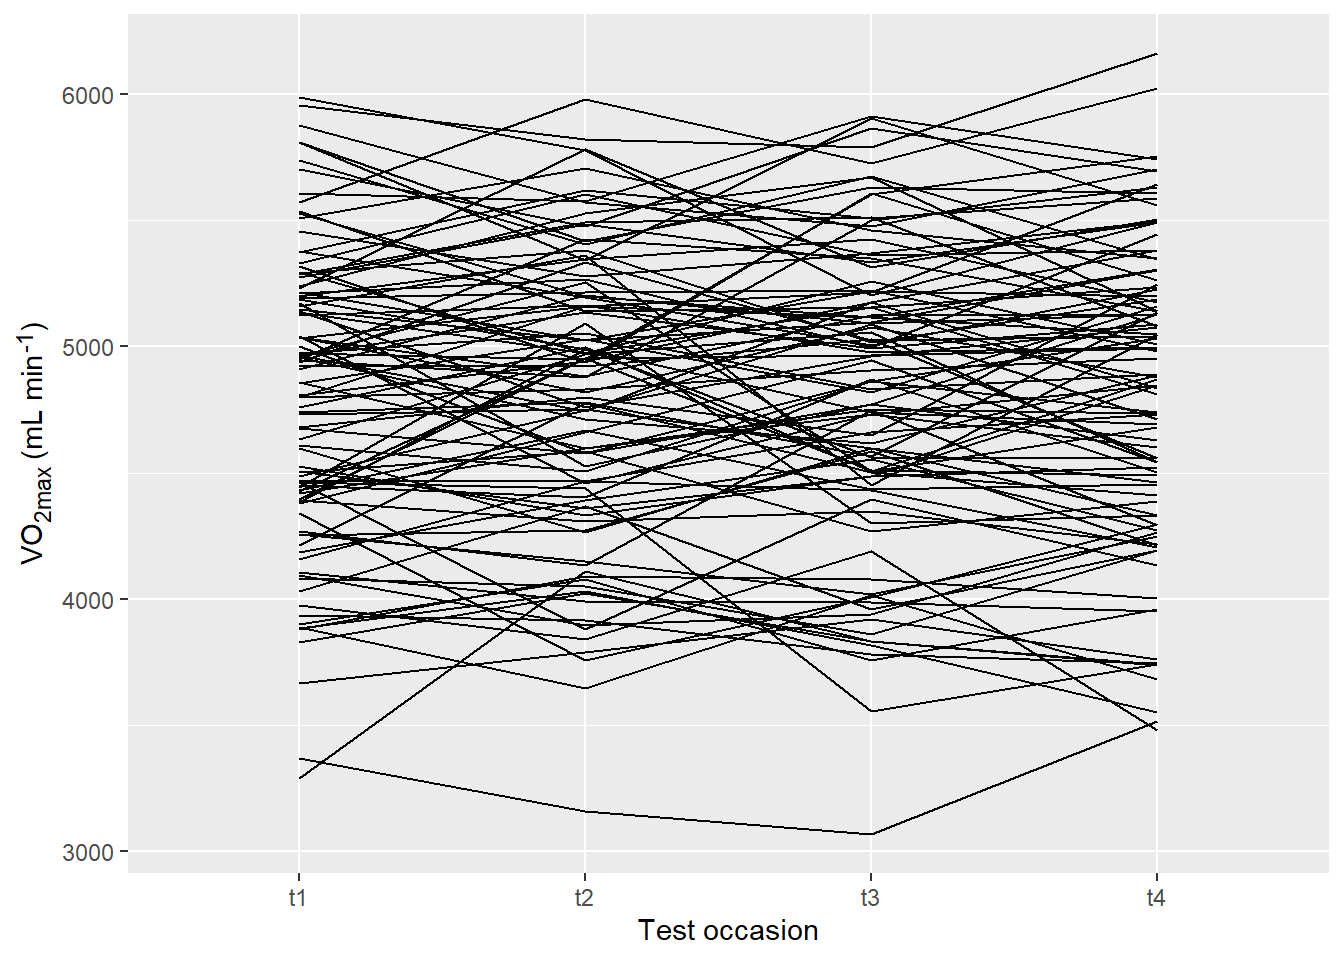 6000
5000
4000
3000
VO2max (mL min-1)
t1 t2 t3 t4
Test occasion